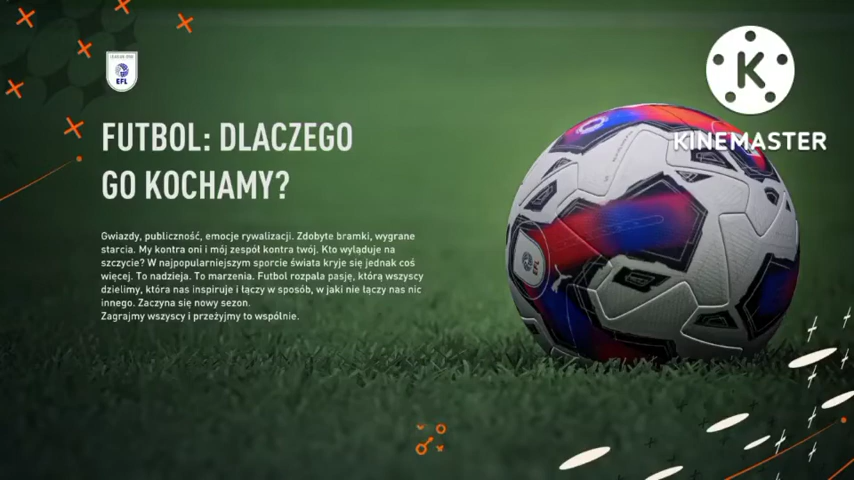 EFL
FUTBOL: DLACZEGO
GO KOCHAMY?
Gwiazdy, publiczność, emocje rywalizacji. Zdobyte bramki, wygrane
starcia. My kontra oni i mój zespół kontra twój. Kto wyląduje na
szczycie? W najpopularniejszym sporcie świata kryje się jednak coś
więcej. To nadzieja. To marzenia. Futbol rozpala pasję, którą wszyscy
dzielimy, która nas inspiruje i łączy w sposób, w jaki nie łączy nas nic
innego. Zaczyna się nowy sezon.
Zagrajmy wszyscy i przeżyjmy to wspólnie.
K
KINEMASTER
EFL